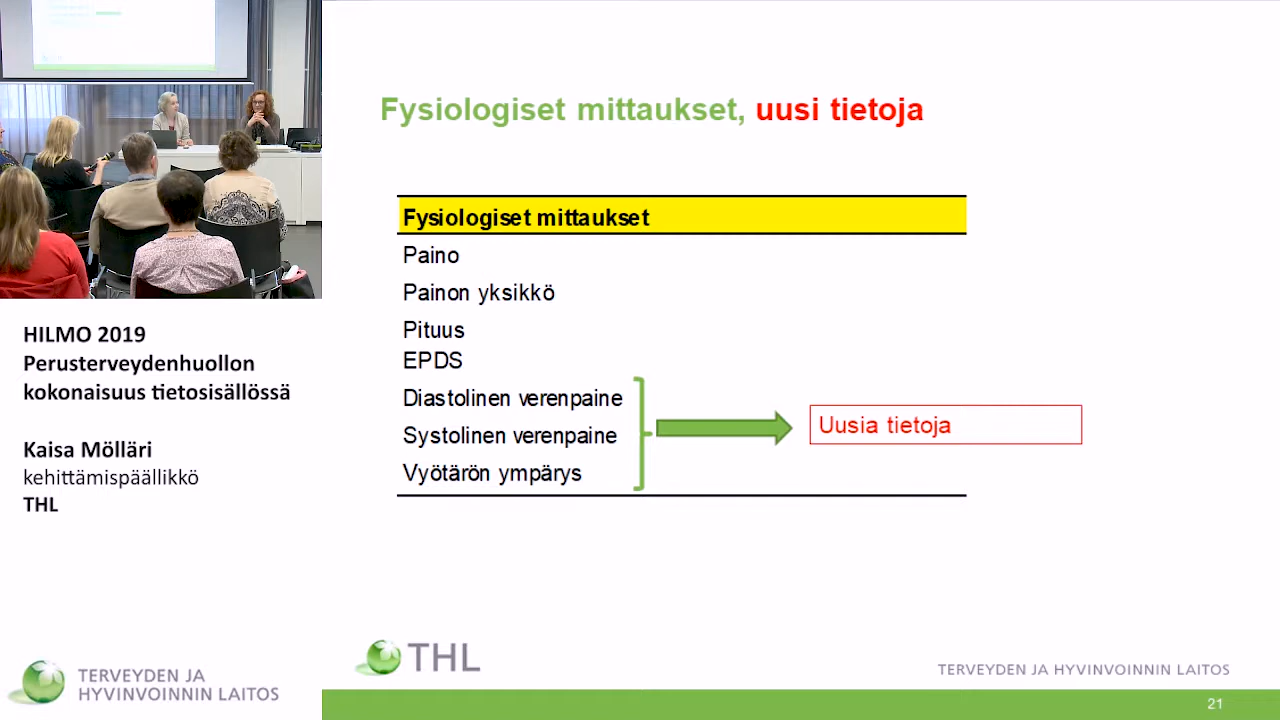 HILMO 2019
Perusterveydenhuollon
kokonaisuus tietosisällössä
Kaisa Mölläri
kehittämispäällikkö
THL
TERVEYDEN JA
HYVINVOINNIN LAITOS
Fysiologiset mittaukset, uusi tietoja
Fysiologiset mittaukset
Paino
Painon yksikkö
Pituus
EPDS
Diastolinen verenpaine
Systolinen verenpaine
Vyötärön ympärys
Uusia tietoja
THL
TERVEYDEN JA HYVINVOINNIN LAITOS
21